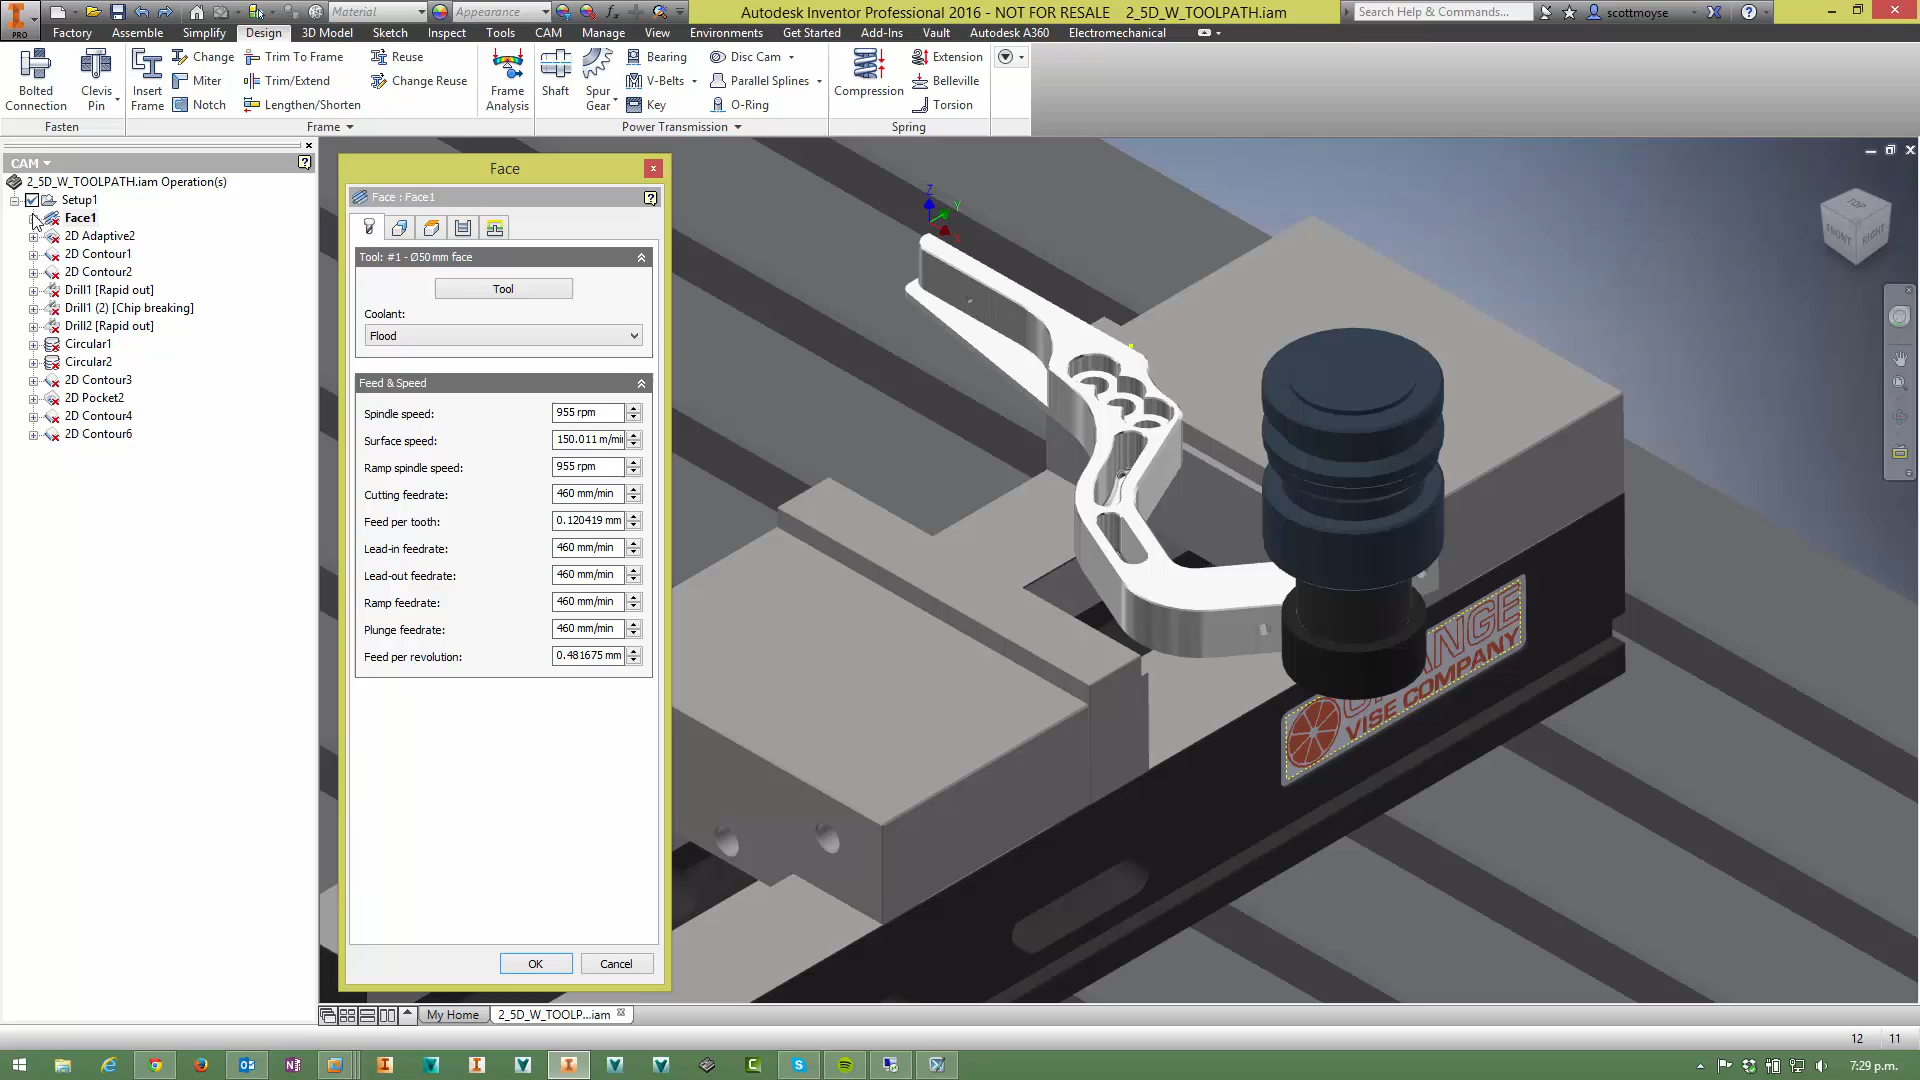 Material
Appearance
Autodesk Inventor Professional 2016 - NOT FOR RESALE 2_5D_W_TOOLPATH.iam
Search Help & Commands...
scottmoyse
PRO
Factory Assemble Simplify Design 3D Model Sketch Inspect Tools CAM Manage View Environments Get Started Add-Ins Vault Autodesk A360 Electromechanical
Bolted Connection
Clevis Pin
Insert Frame
Change
Miter
Notch
Trim To Frame
Trim/Extend
Lengthen/Shorten
Reuse
Change Reuse
Frame Analysis
Shaft
Spur Gear
Bearing
V-Belts
Key
Disc Cam
Parallel Splines
O-Ring
Compression
Extension
Belleville
Torsion
Fasten
Frame
Power Transmission
Spring
CAM
2_5D_W_TOOLPATH.iam Operation(s)
Setup1
Face1
2D Adaptive2
2D Contour1
2D Contour2
Drill1 [Rapid out]
Drill1 (2) [Chip breaking]
Drill2 [Rapid out]
Circular1
Circular2
2D Contour3
2D Pocket2
2D Contour4
2D Contour6
Face
Face : Face1
Tool: #1 - Ø50mm face
Tool
Coolant:
Flood
Feed & Speed
Spindle speed: 955 rpm
Surface speed: 150.011 m/min
Ramp spindle speed: 955 rpm
Cutting feedrate: 460 mm/min
Feed per tooth: 0.120419 mm
Lead-in feedrate: 460 mm/min
Lead-out feedrate: 460 mm/min
Ramp feedrate: 460 mm/min
Plunge feedrate: 460 mm/min
Feed per revolution: 0.481675 mm
OK
Cancel
Z
Y
X
TOP
FRONT
RIGHT
ANGE
VISE COMPANY
My Home
2_5D_W_TOOLP...iam
12 11
7:29 p.m.